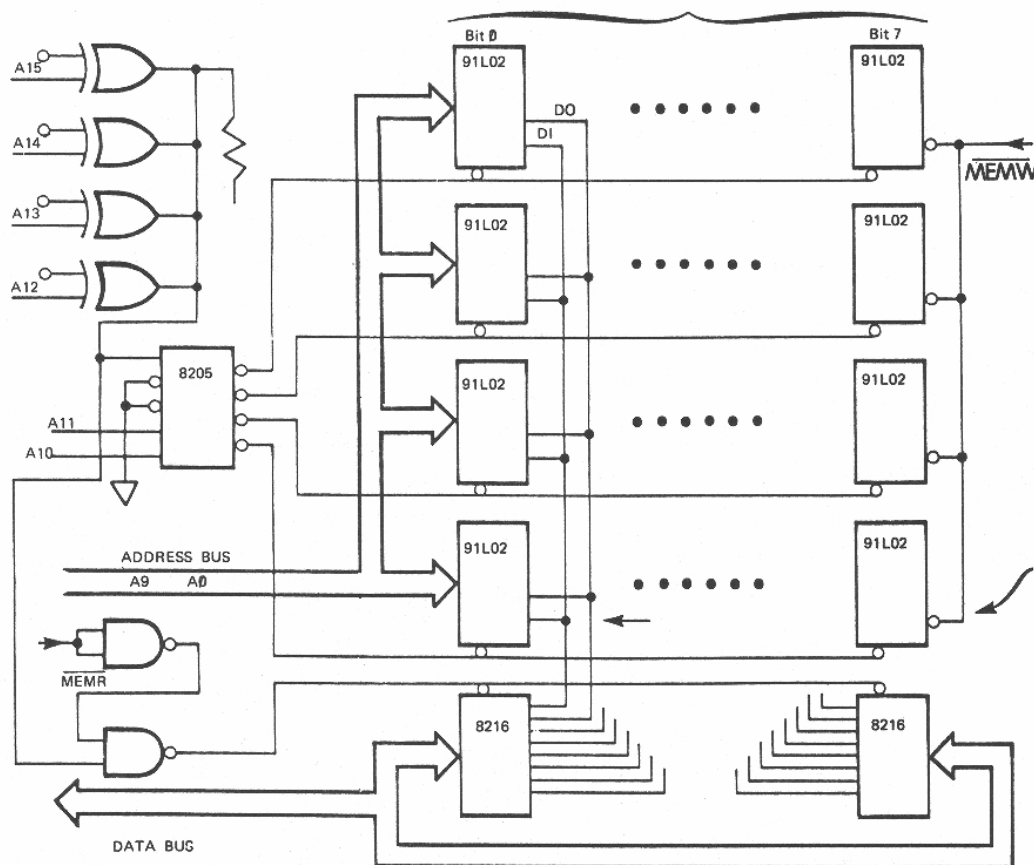 Bit 0
Bit 7
91L02
91L02
A15
DO
DI
A14
MEMW
A13
91L02
91L02
A12
8205
91L02
91L02
A11
A10
91L02
91L02
ADDRESS BUS
A9 A0
MEMR
8216
8216
DATA BUS